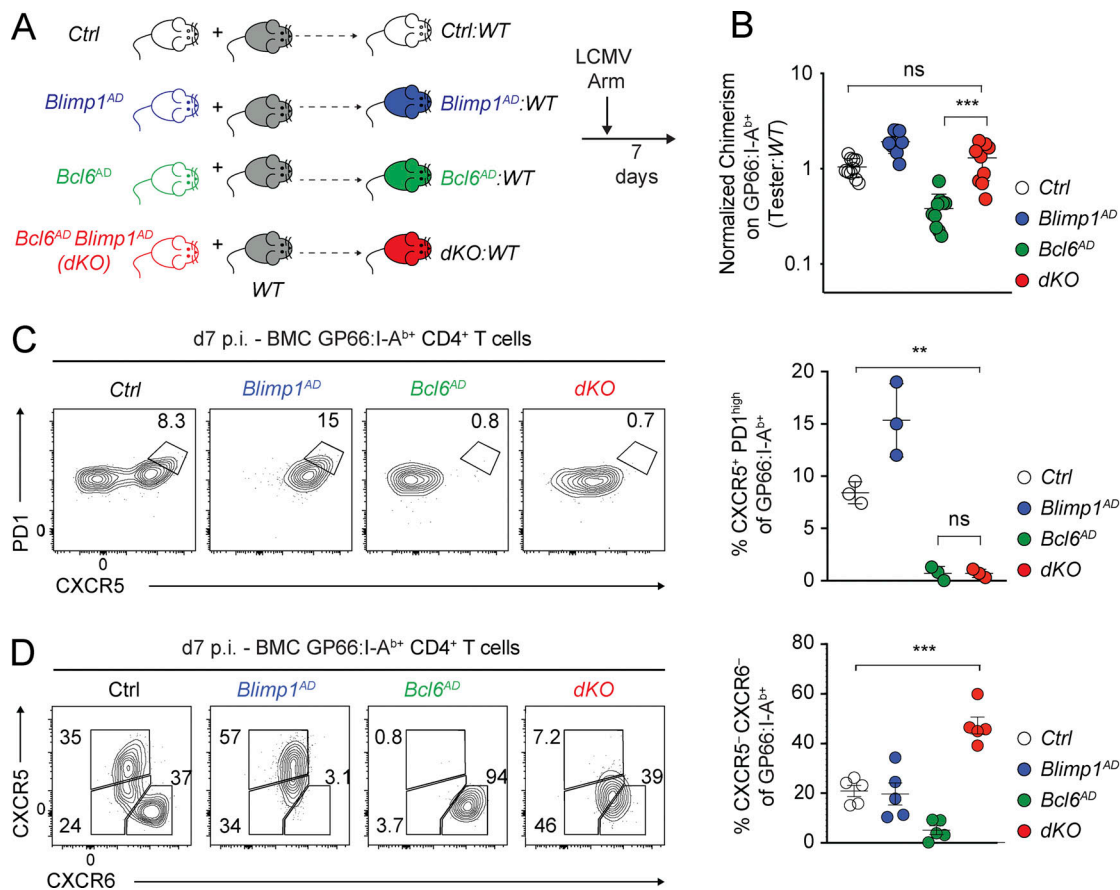 A
Ctrl + Ctrl:WT
Blimp1ᴬᴰ + Blimp1ᴬᴰ:WT
Bcl6ᴬᴰ + Bcl6ᴬᴰ:WT
Bcl6ᴬᴰ Blimp1ᴬᴰ
(dKO) + dKO:WT
WT
LCMV
Arm
7
days
B
Normalized Chimerism
on GP66:I-Aᵇ⁺
(Tester:WT)
10
1
0.1
ns
***
Ctrl
Blimp1ᴬᴰ
Bcl6ᴬᴰ
dKO
C
d7 p.i. - BMC GP66:I-Aᵇ⁺ CD4⁺ T cells
Ctrl Blimp1ᴬᴰ Bcl6ᴬᴰ dKO
8.3 15 0.8 0.7
PD1
0
0
CXCR5
% CXCR5⁺ PD1ʰⁱᵍʰ
of GP66:I-Aᵇ⁺
20
15
10
5
0
**
ns
Ctrl
Blimp1ᴬᴰ
Bcl6ᴬᴰ
dKO
D
d7 p.i. - BMC GP66:I-Aᵇ⁺ CD4⁺ T cells
Ctrl Blimp1ᴬᴰ Bcl6ᴬᴰ dKO
35 57 0.8 7.2
37 3.1 94 39
24 34 3.7 46
CXCR5
0
0
CXCR6
% CXCR5⁻ CXCR6⁻
of GP66:I-Aᵇ⁺
80
60
40
20
0
***
Ctrl
Blimp1ᴬᴰ
Bcl6ᴬᴰ
dKO